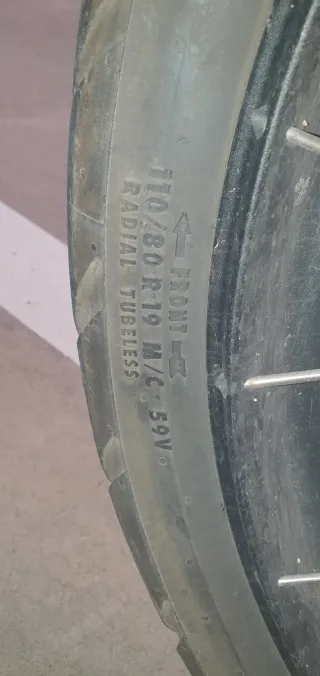 FRONT
110/80 R 19 M/C 59V
RADIAL TUBELESS